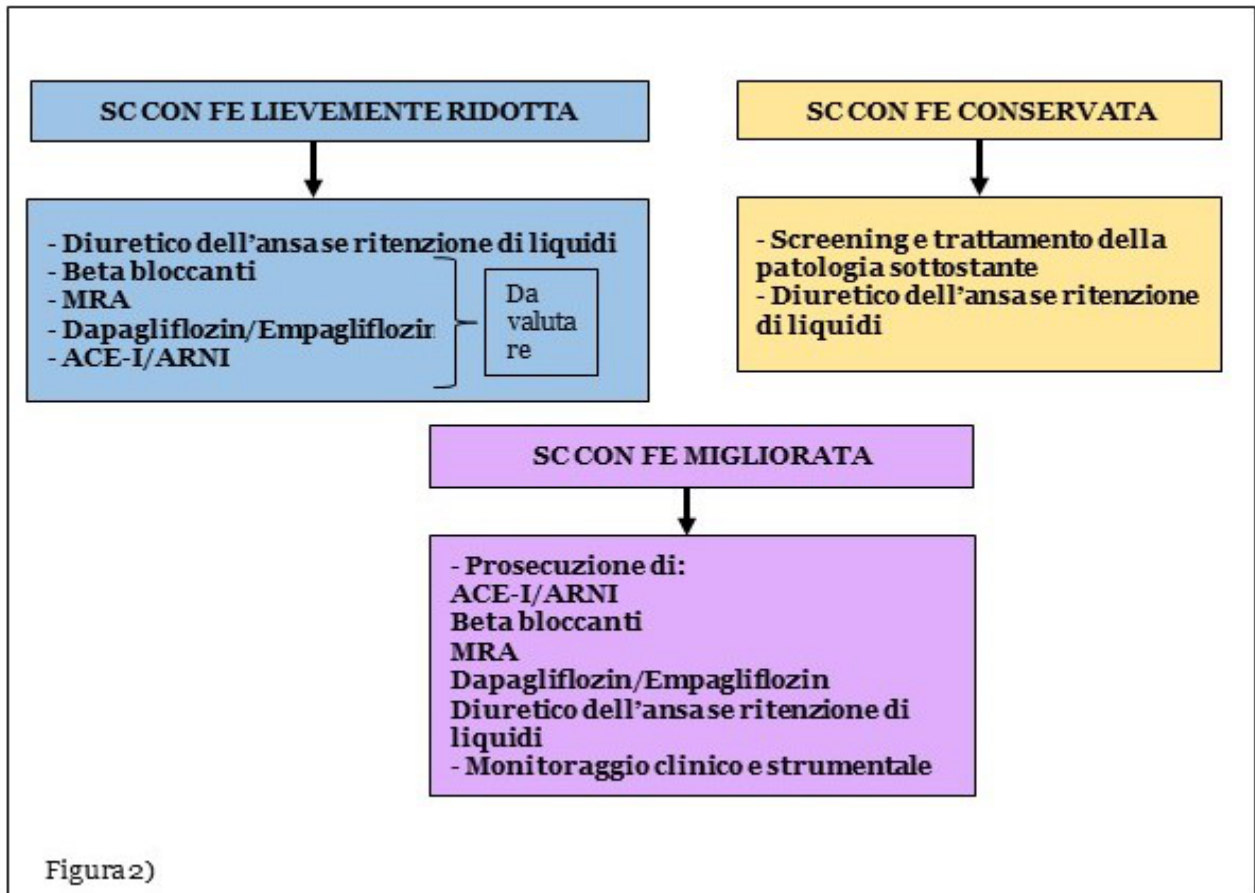 SC CON FE LIEVEMENTE RIDOTTA
- Diuretico dell’ansa se ritenzione di liquidi
- Beta bloccanti
- MRA
- Dapagliflozin/Empagliflozin
- ACE-I/ARNI
Da
valuta
re
SC CON FE CONSERVATA
- Screening e trattamento della
patologia sottostante
- Diuretico dell’ansa se ritenzione
di liquidi
SC CON FE MIGLIORATA
- Prosecuzione di:
ACE-I/ARNI
Beta bloccanti
MRA
Dapagliflozin/Empagliflozin
Diuretico dell’ansa se ritenzione di
liquidi
- Monitoraggio clinico e strumentale
Figura 2)